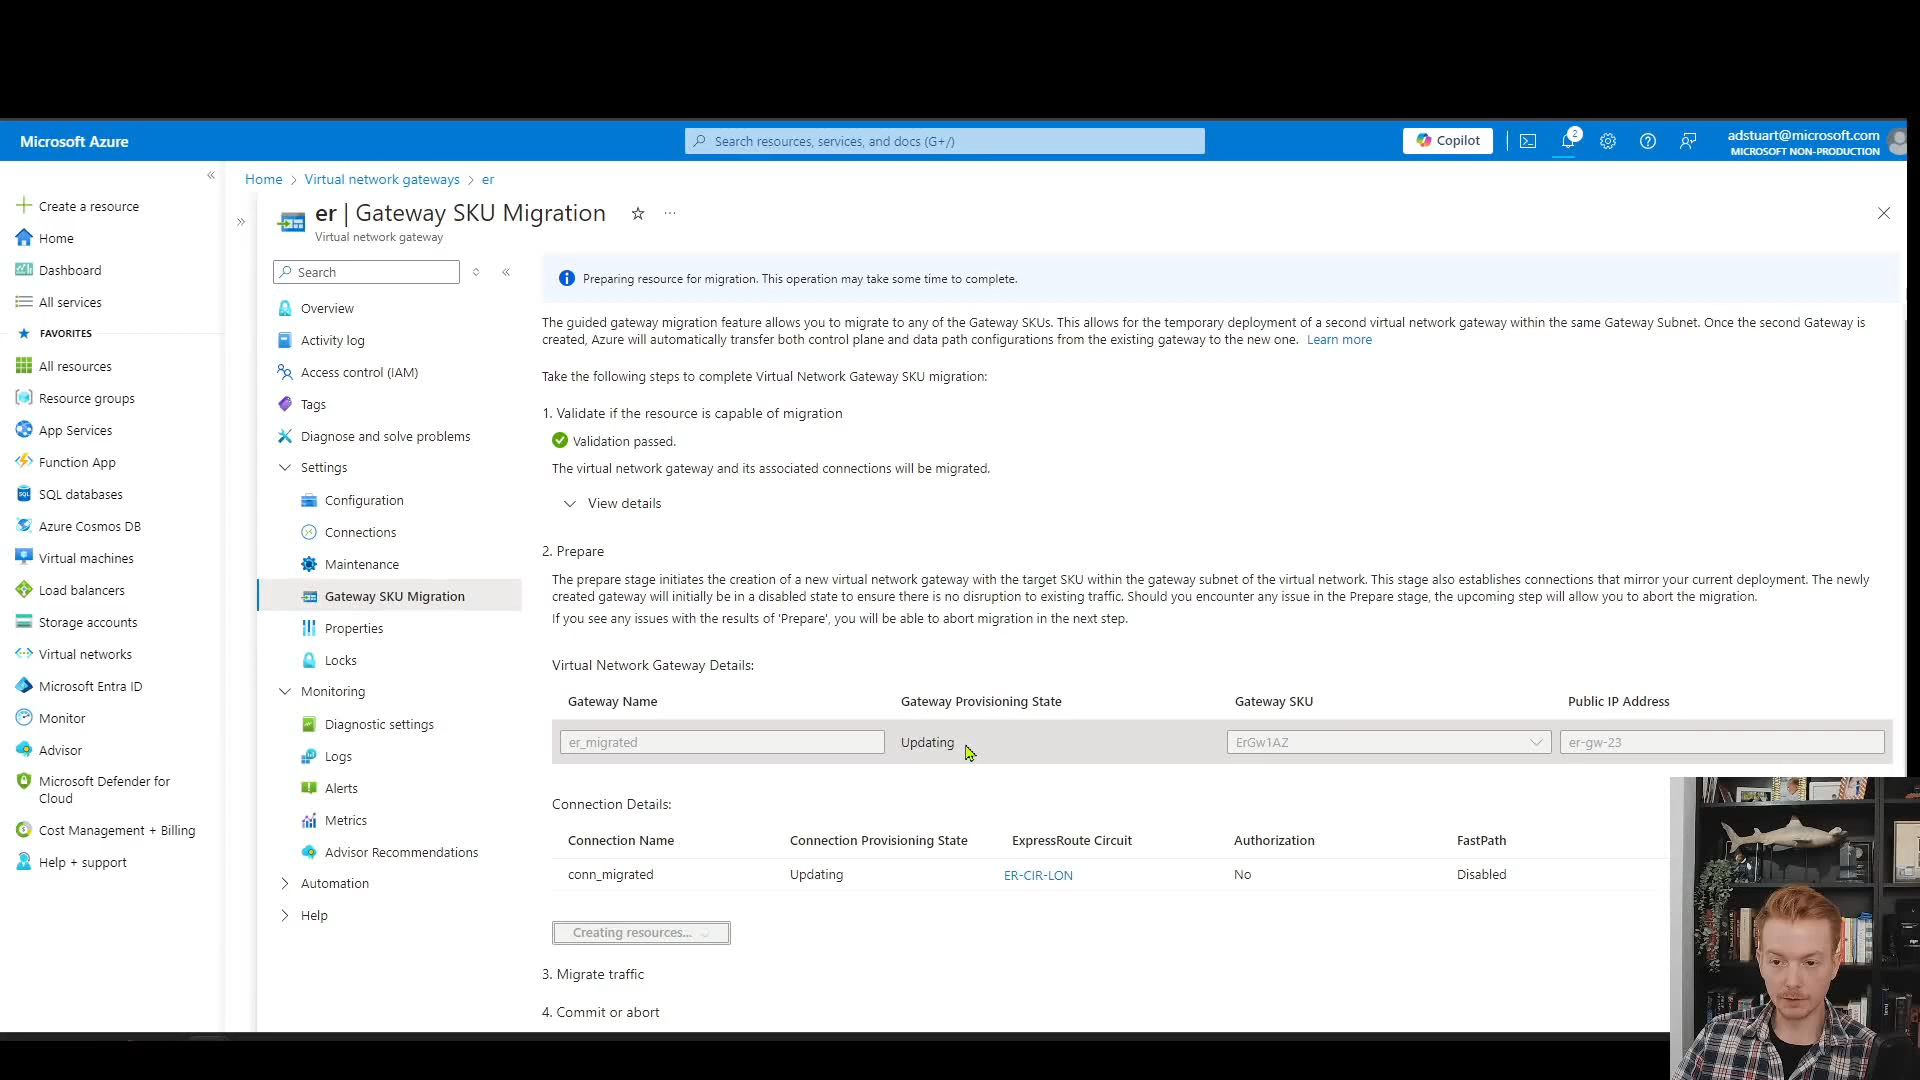 Microsoft Azure
Search resources, services, and docs (G+/)
Copilot
2
adstuart@microsoft.com
MICROSOFT NON-PRODUCTION
Home > Virtual network gateways > er
Create a resource
Home
Dashboard
All services
FAVORITES
All resources
Resource groups
App Services
Function App
SQL databases
Azure Cosmos DB
Virtual machines
Load balancers
Storage accounts
Virtual networks
Microsoft Entra ID
Monitor
Advisor
Microsoft Defender for
Cloud
Cost Management + Billing
Help + support
er | Gateway SKU Migration
Virtual network gateway
Search
Overview
Activity log
Access control (IAM)
Tags
Diagnose and solve problems
Settings
Configuration
Connections
Maintenance
Gateway SKU Migration
Properties
Locks
Monitoring
Diagnostic settings
Logs
Alerts
Metrics
Advisor Recommendations
Automation
Help
Preparing resource for migration. This operation may take some time to complete.
The guided gateway migration feature allows you to migrate to any of the Gateway SKUs. This allows for the temporary deployment of a second virtual network gateway within the same Gateway Subnet. Once the second Gateway is
created, Azure will automatically transfer both control plane and data path configurations from the existing gateway to the new one. Learn more
Take the following steps to complete Virtual Network Gateway SKU migration:
1. Validate if the resource is capable of migration
Validation passed.
The virtual network gateway and its associated connections will be migrated.
View details
2. Prepare
The prepare stage initiates the creation of a new virtual network gateway with the target SKU within the gateway subnet of the virtual network. This stage also establishes connections that mirror your current deployment. The newly
created gateway will initially be in a disabled state to ensure there is no disruption to existing traffic. Should you encounter any issue in the Prepare stage, the upcoming step will allow you to abort the migration.
If you see any issues with the results of 'Prepare', you will be able to abort migration in the next step.
Virtual Network Gateway Details:
Gateway Name Gateway Provisioning State Gateway SKU Public IP Address
er_migrated Updating ErGw1AZ er-gw-23
Connection Details:
Connection Name Connection Provisioning State ExpressRoute Circuit Authorization FastPath
conn_migrated Updating ER-CIR-LON No Disabled
Creating resources...
3. Migrate traffic
4. Commit or abort